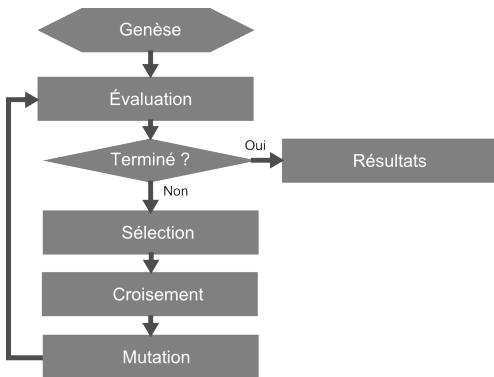 Genèse
Évaluation
Terminé ?
Oui
Résultats
Non
Sélection
Croisement
Mutation